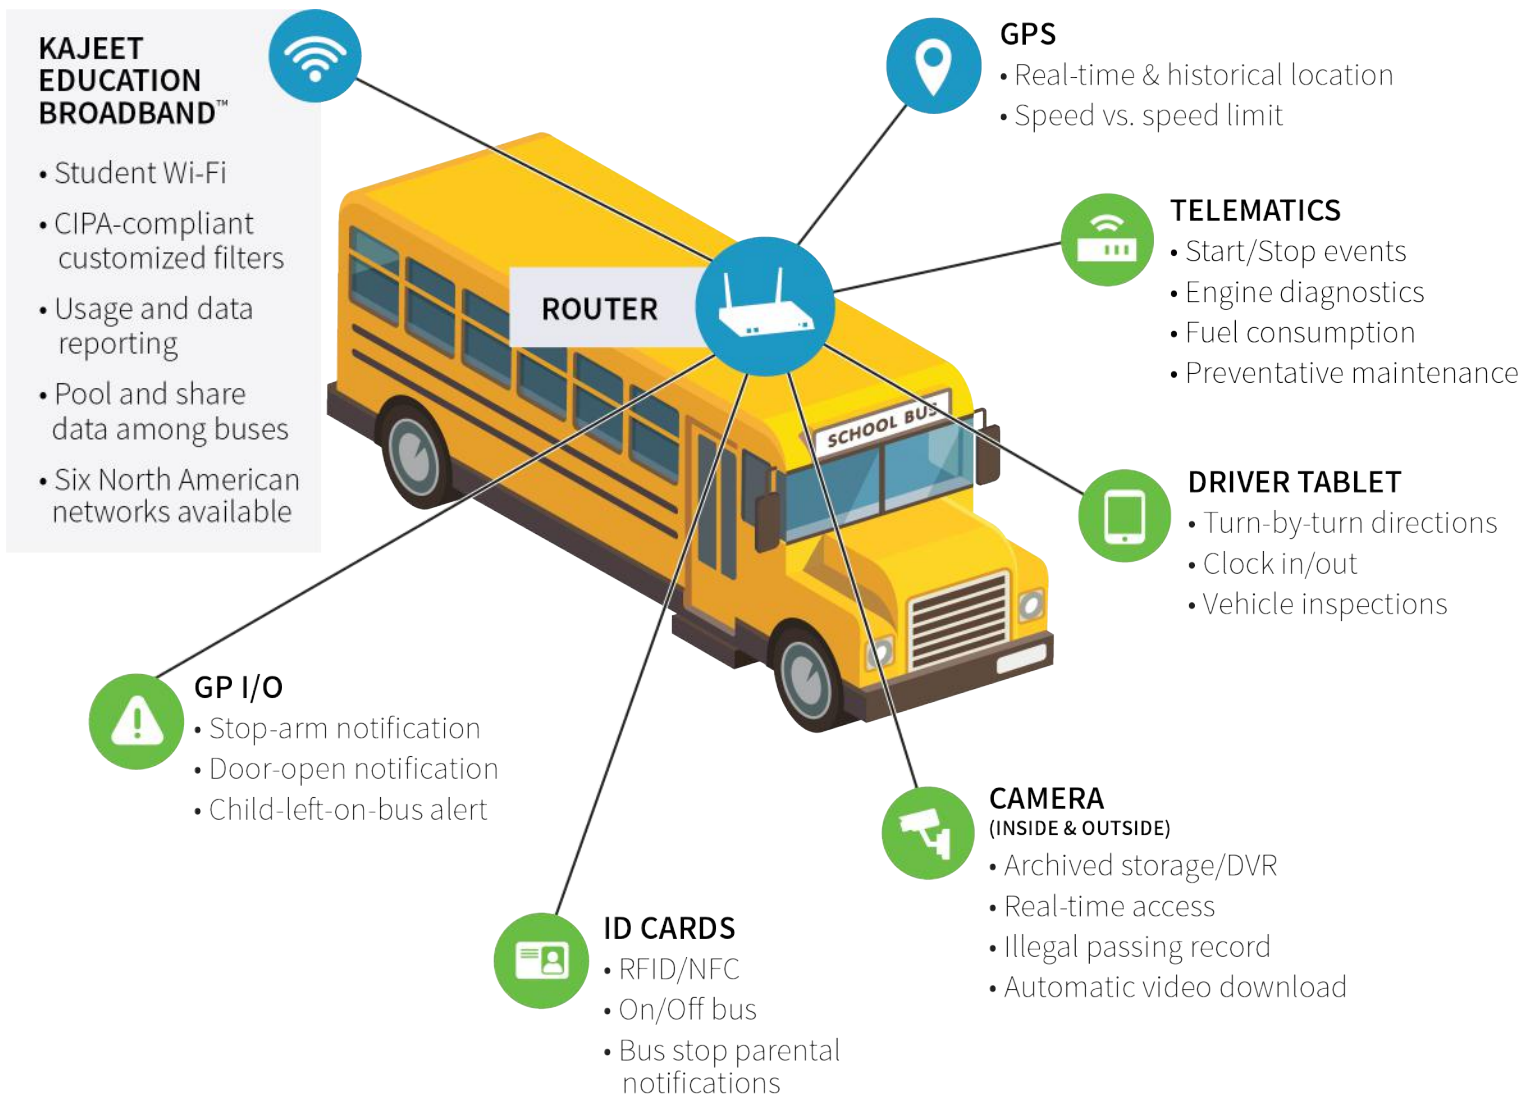 KAJEET
EDUCATION
BROADBAND™
• Student Wi-Fi
• CIPA-compliant
customized filters
• Usage and data
reporting
• Pool and share
data among buses
• Six North American
networks available
GPS
• Real-time & historical location
• Speed vs. speed limit
TELEMATICS
• Start/Stop events
• Engine diagnostics
• Fuel consumption
• Preventative maintenance
ROUTER
SCHOOL BUS
DRIVER TABLET
• Turn-by-turn directions
• Clock in/out
• Vehicle inspections
GP I/O
• Stop-arm notification
• Door-open notification
• Child-left-on-bus alert
CAMERA
(INSIDE & OUTSIDE)
• Archived storage/DVR
• Real-time access
• Illegal passing record
• Automatic video download
ID CARDS
• RFID/NFC
• On/Off bus
• Bus stop parental
notifications